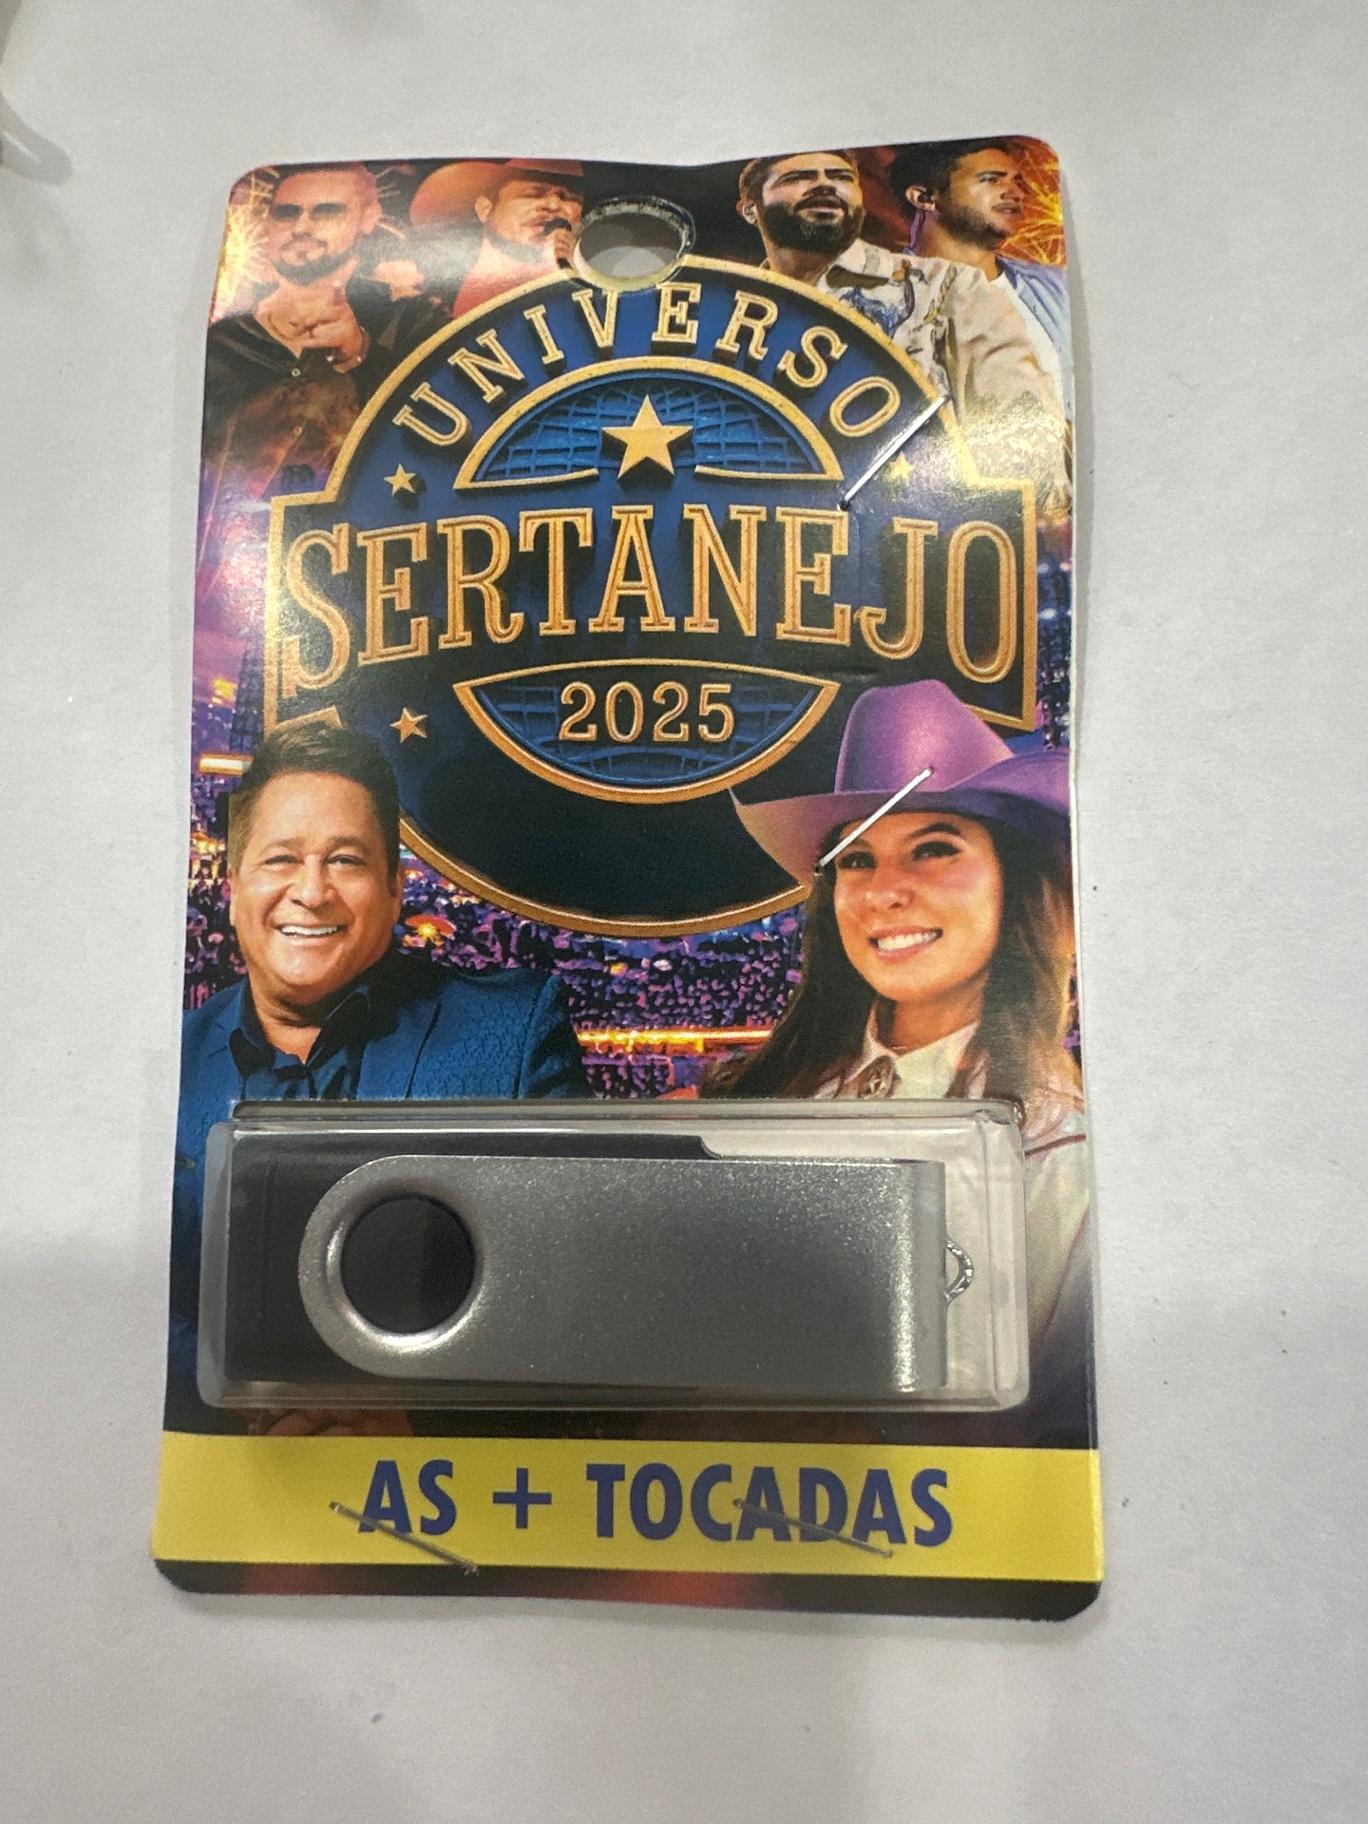 UNIVERSO
SERTANEJO
2025
AS + TOCADAS